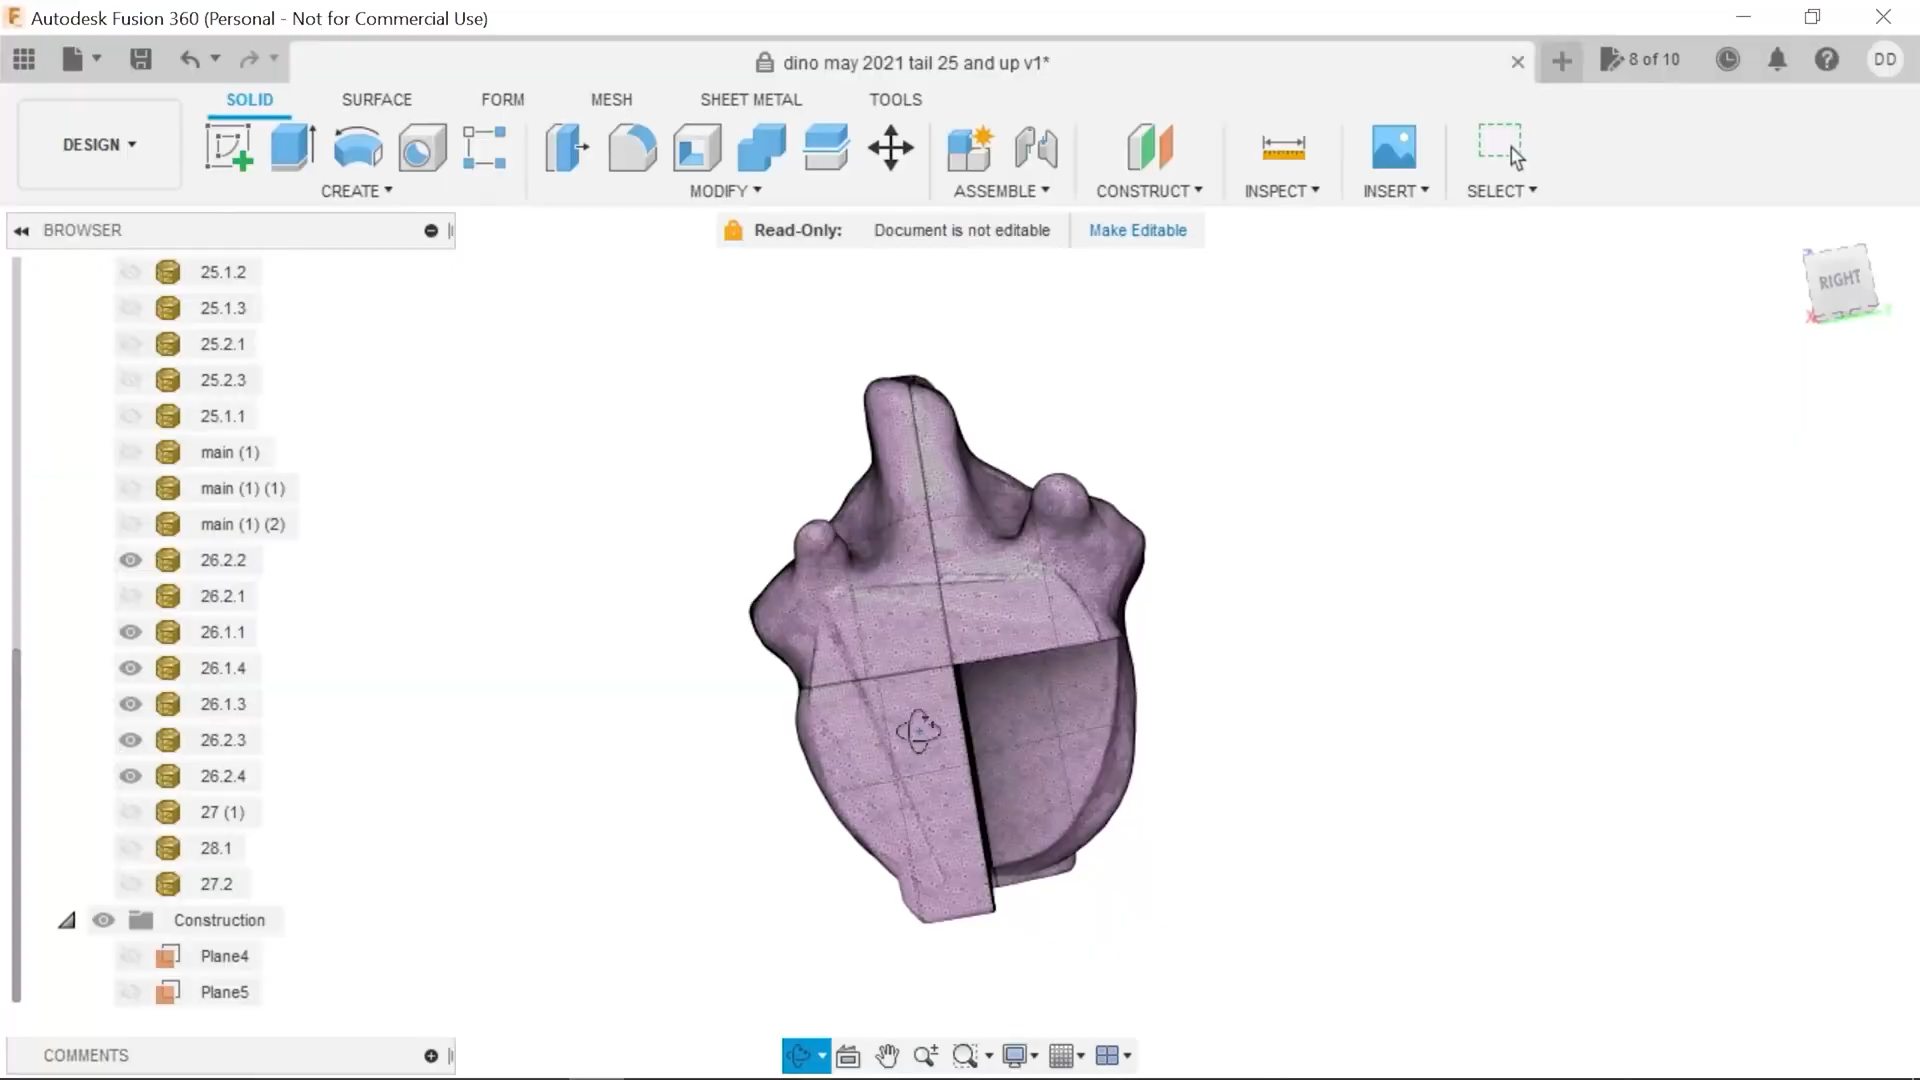 Autodesk Fusion 360 (Personal - Not for Commercial Use)
dino may 2021 tail 25 and up v1*
8 of 10
DD
DESIGN
SOLID
SURFACE
FORM
MESH
SHEET METAL
TOOLS
CREATE
MODIFY
ASSEMBLE
CONSTRUCT
INSPECT
INSERT
SELECT
BROWSER
Read-Only: Document is not editable Make Editable
RIGHT
25.1.2
25.1.3
25.2.1
25.2.3
25.1.1
main (1)
main (1) (1)
main (1) (2)
26.2.2
26.2.1
26.1.1
26.1.4
26.1.3
26.2.3
26.2.4
27 (1)
28.1
27.2
Construction
Plane4
Plane5
COMMENTS